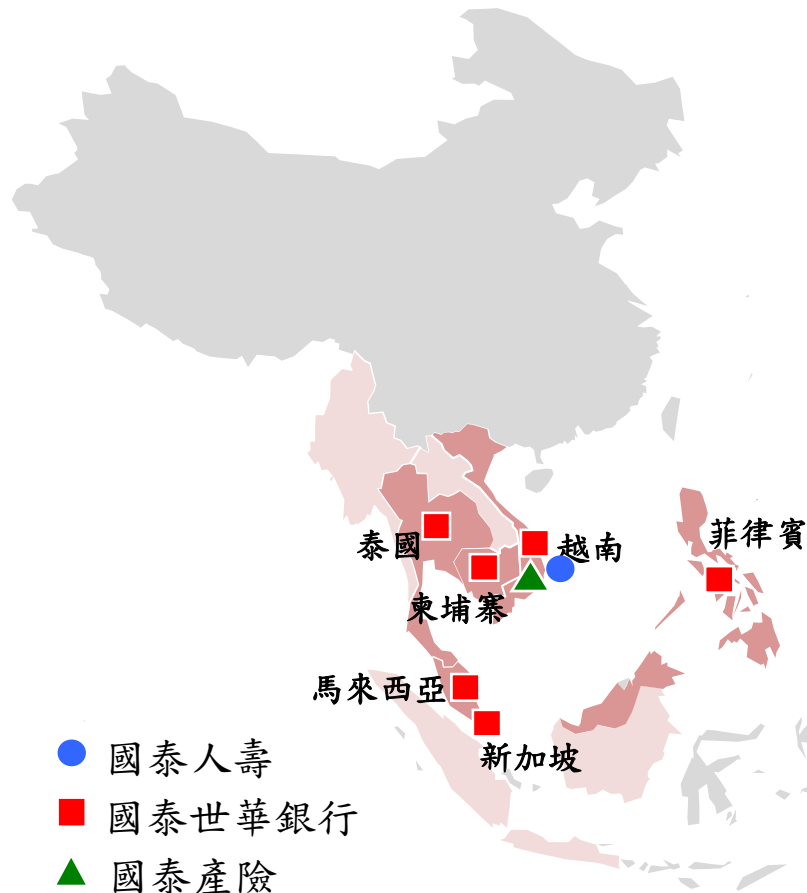 菲律賓
越南
泰國
柬埔寨
馬來西亞
新加坡
國泰人壽
國泰世華銀行
國泰產險